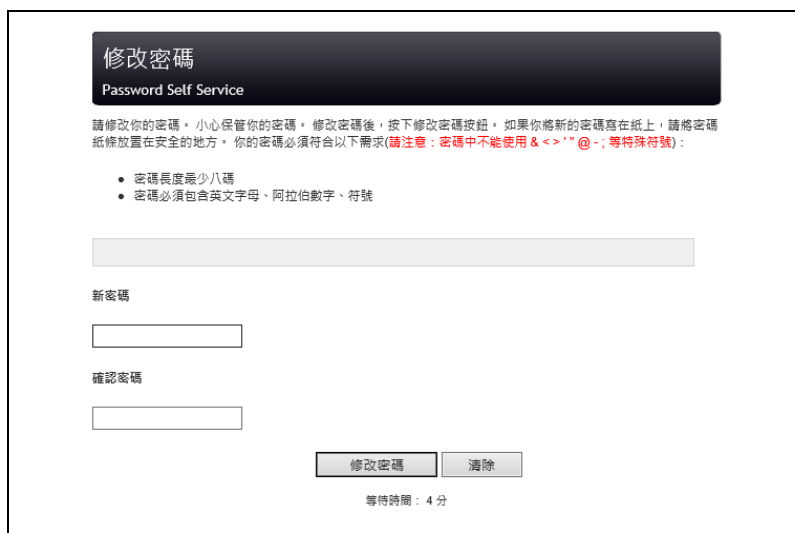 修改密碼
Password Self Service
請修改你的密碼。 小心保管你的密碼。 修改密碼後，按下修改密碼按鈕。 如果你將新的密碼寫在紙上，請將密碼
紙條放置在安全的地方。 你的密碼必須符合以下需求(請注意：密碼中不能使用 & < > ' " @ - ; 等特殊符號)：
● 密碼長度最少八碼
● 密碼必須包含英文字母、阿拉伯數字、符號
新密碼
確認密碼
修改密碼 清除
等待時間： 4 分